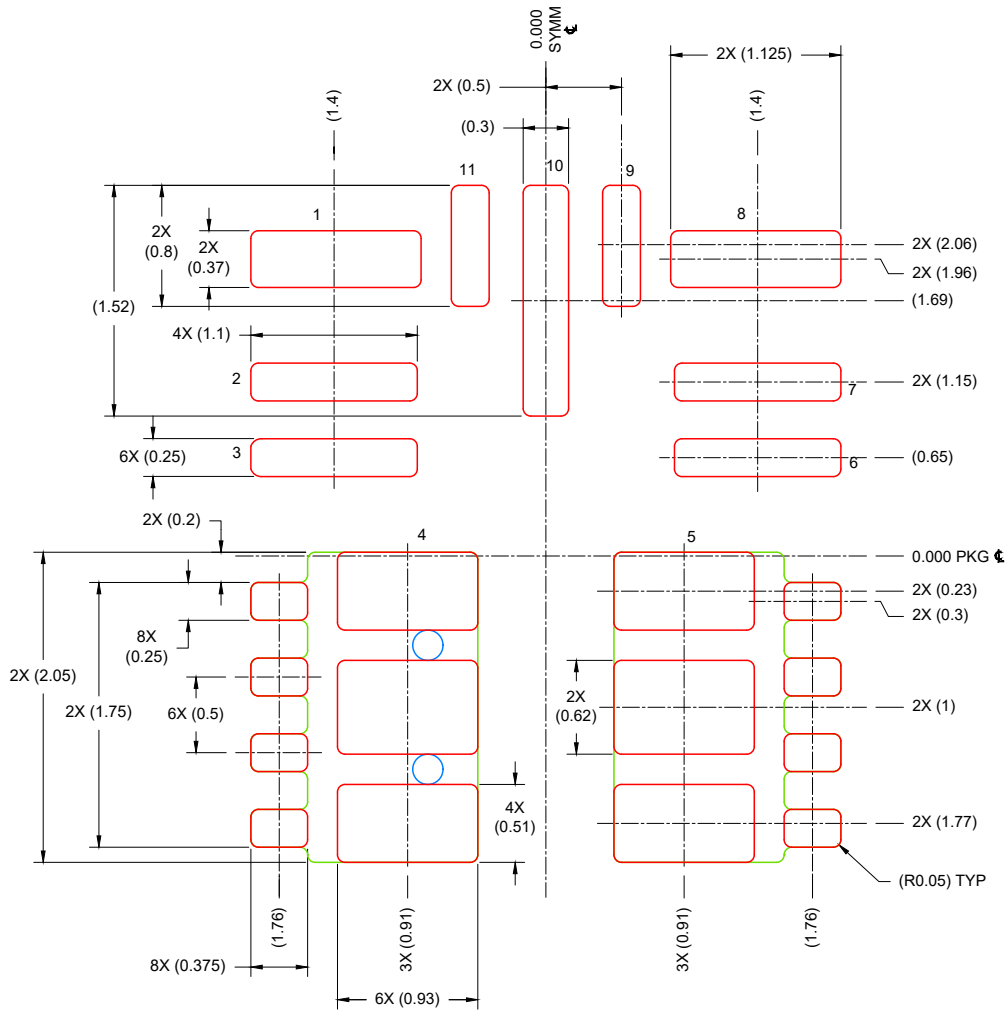 0.000
SYMM
℄
2X (1.125)
2X (0.5)
(1.4)
(1.4)
(0.3)
11
10
9
1
8
2X
(0.8)
2X
(0.37)
2X (2.06)
2X (1.96)
(1.52)
(1.69)
4X (1.1)
2
7
2X (1.15)
6X (0.25)
3
6
(0.65)
2X (0.2)
4
5
0.000 PKG ℄
2X (0.23)
2X (0.3)
8X
(0.25)
2X (2.05)
2X (1.75)
6X (0.5)
2X
(0.62)
2X (1)
4X
(0.51)
2X (1.77)
(R0.05) TYP
(1.76)
3X (0.91)
3X (0.91)
(1.76)
8X (0.375)
6X (0.93)